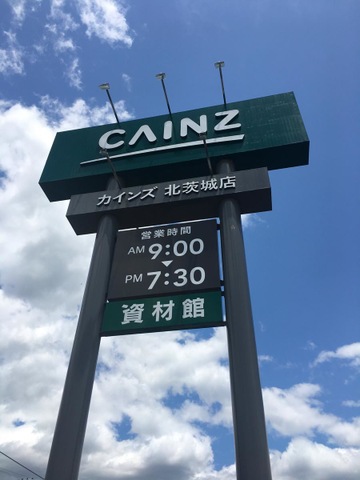 CAINZ
カインズ 北茨城店
営業時間
AM 9:00
▼
PM 7:30
資材館